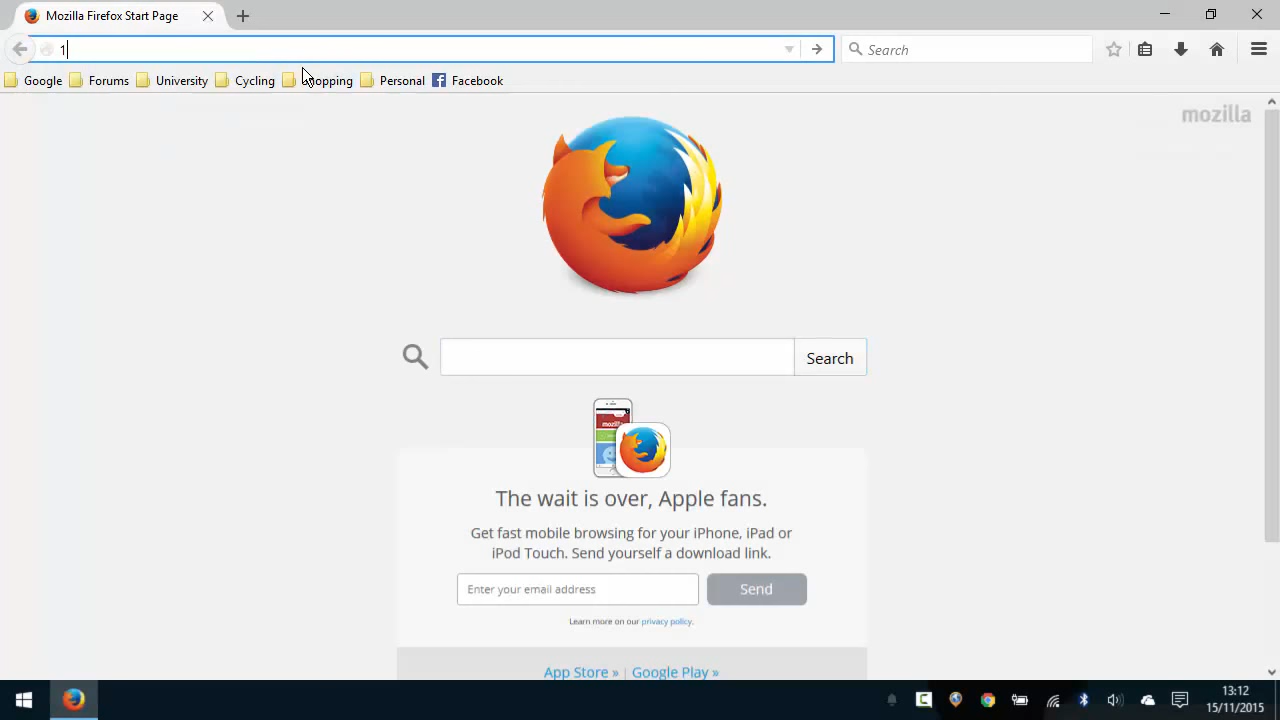 Mozilla Firefox Start Page
1
Search
Google Forums University Cycling Shopping Personal Facebook
mozilla
Search
mozilla
The wait is over, Apple fans.
Get fast mobile browsing for your iPhone, iPad or
iPod Touch. Send yourself a download link.
Enter your email address Send
Learn more on our privacy policy.
App Store » | Google Play »
13:12
15/11/2015